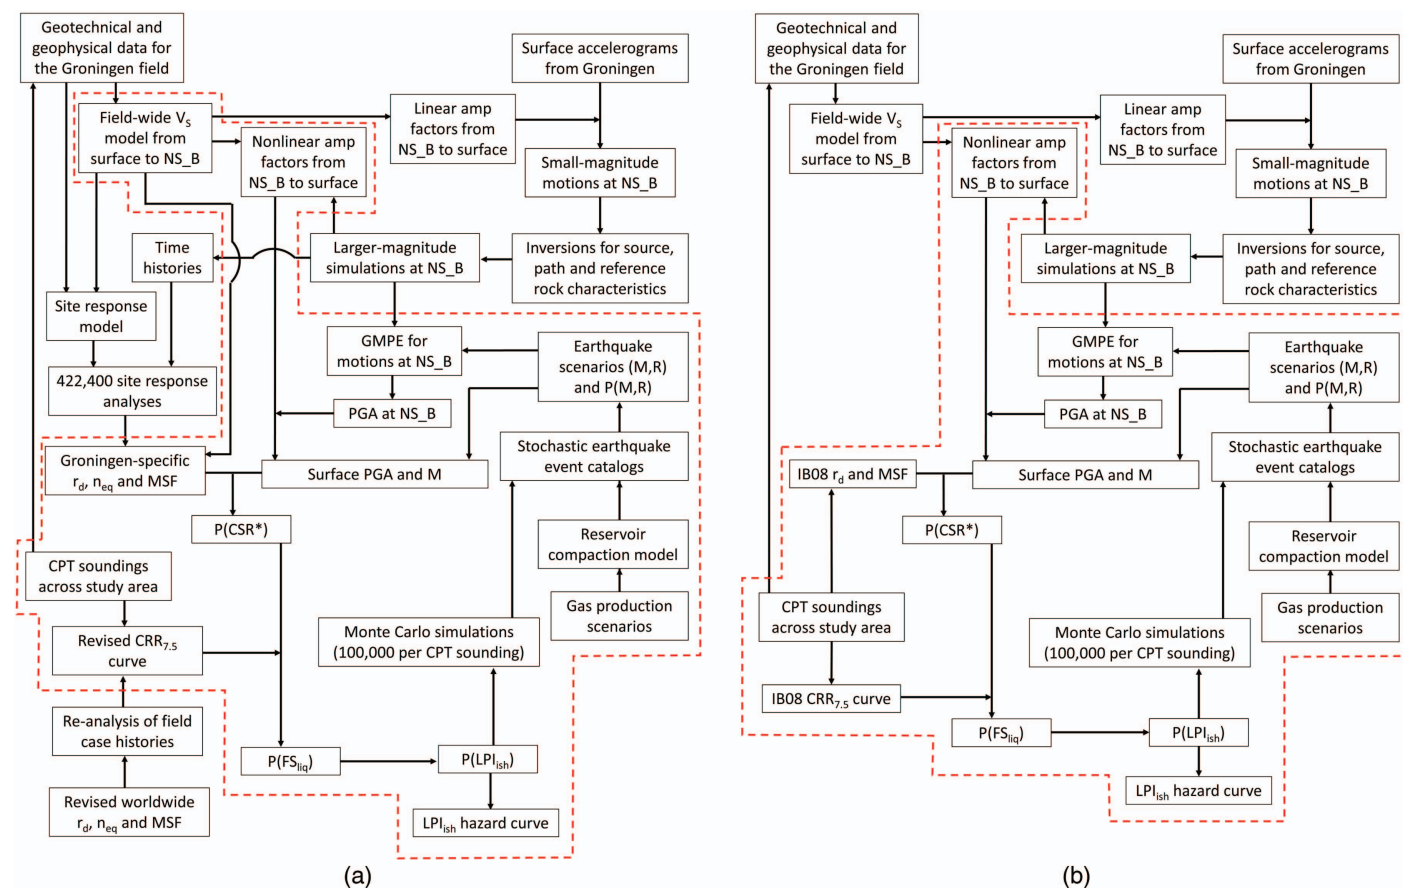 Geotechnical and
geophysical data for
the Groningen field
Surface accelerograms
from Groningen
Field-wide VS
model from
surface to NS_B
Linear amp
factors from
NS_B to surface
Nonlinear amp
factors from
NS_B to surface
Small-magnitude
motions at NS_B
Time
histories
Larger-magnitude
simulations at NS_B
Inversions for source,
path and reference
rock characteristics
Site response
model
GMPE for
motions at NS_B
Earthquake
scenarios (M,R)
and P(M,R)
422,400 site response
analyses
PGA at NS_B
Groningen-specific
rd, neq and MSF
Surface PGA and M
Stochastic earthquake
event catalogs
P(CSR*)
Reservoir
compaction model
CPT soundings
across study area
Gas production
scenarios
Revised CRR7.5
curve
Monte Carlo simulations
(100,000 per CPT sounding)
Re-analysis of field
case histories
P(FSliq)
P(LPIish)
Revised worldwide
rd, neq and MSF
LPIish hazard curve
(a)
Geotechnical and
geophysical data for
the Groningen field
Surface accelerograms
from Groningen
Field-wide VS
model from
surface to NS_B
Linear amp
factors from
NS_B to surface
Nonlinear amp
factors from
NS_B to surface
Small-magnitude
motions at NS_B
Larger-magnitude
simulations at NS_B
Inversions for source,
path and reference
rock characteristics
GMPE for
motions at NS_B
Earthquake
scenarios (M,R)
and P(M,R)
PGA at NS_B
IB08 rd and MSF
Surface PGA and M
Stochastic earthquake
event catalogs
P(CSR*)
Reservoir
compaction model
CPT soundings
across study area
Gas production
scenarios
Monte Carlo simulations
(100,000 per CPT sounding)
IB08 CRR7.5 curve
P(FSliq)
P(LPIish)
LPIish hazard curve
(b)